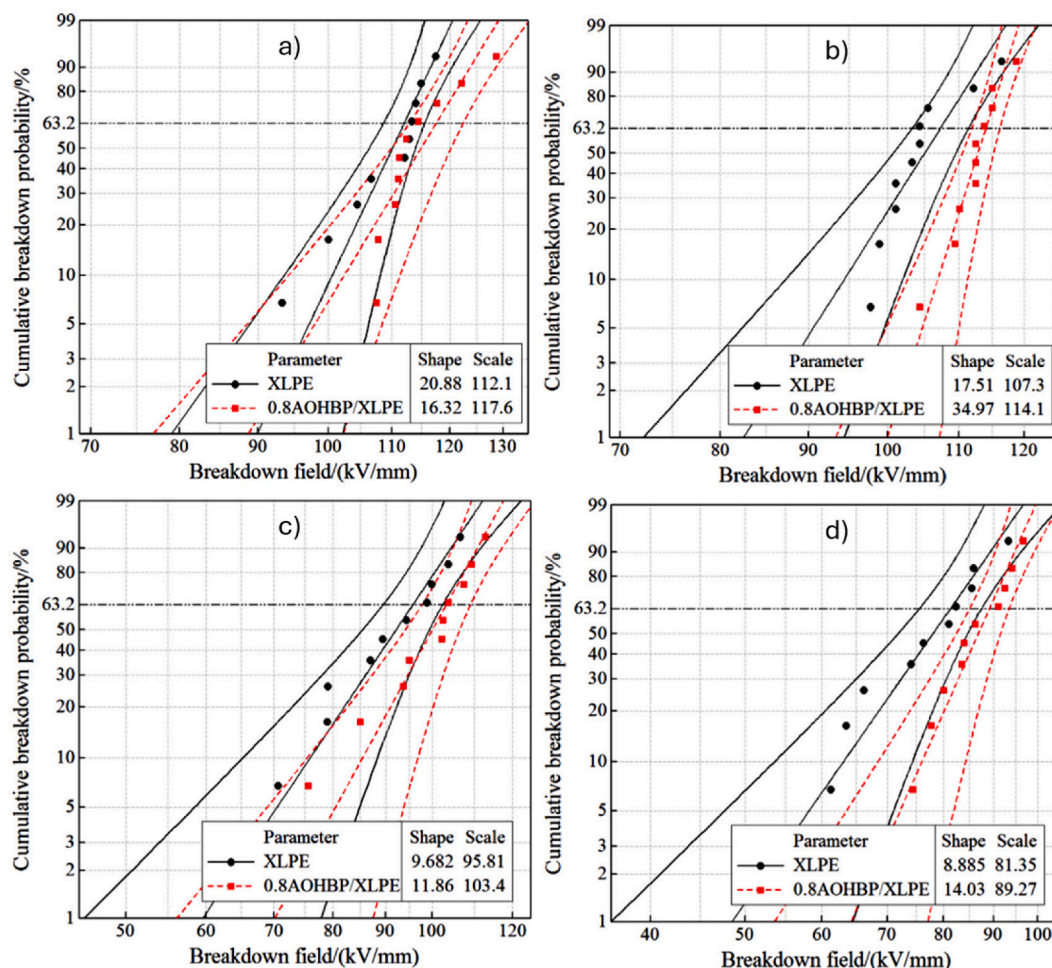 a)
Cumulative breakdown probability/%
99
90
80
63.2
50
40
30
20
10
5
3
2
1
Parameter Shape Scale
XLPE 20.88 112.1
0.8AOHBP/XLPE 16.32 117.6
70 80 90 100 110 120 130
Breakdown field/(kV/mm)
b)
Cumulative breakdown probability/%
99
90
80
63.2
50
40
30
20
10
5
3
2
1
Parameter Shape Scale
XLPE 17.51 107.3
0.8AOHBP/XLPE 34.97 114.1
70 80 90 100 110 120
Breakdown field/(kV/mm)
c)
Cumulative breakdown probability/%
99
90
80
63.2
50
40
30
20
10
5
3
2
1
Parameter Shape Scale
XLPE 9.682 95.81
0.8AOHBP/XLPE 11.86 103.4
50 60 70 80 90 100 120
Breakdown field/(kV/mm)
d)
Cumulative breakdown probability/%
99
90
80
63.2
50
40
30
20
10
5
3
2
1
Parameter Shape Scale
XLPE 8.885 81.35
0.8AOHBP/XLPE 14.03 89.27
40 50 60 70 80 90 100
Breakdown field/(kV/mm)